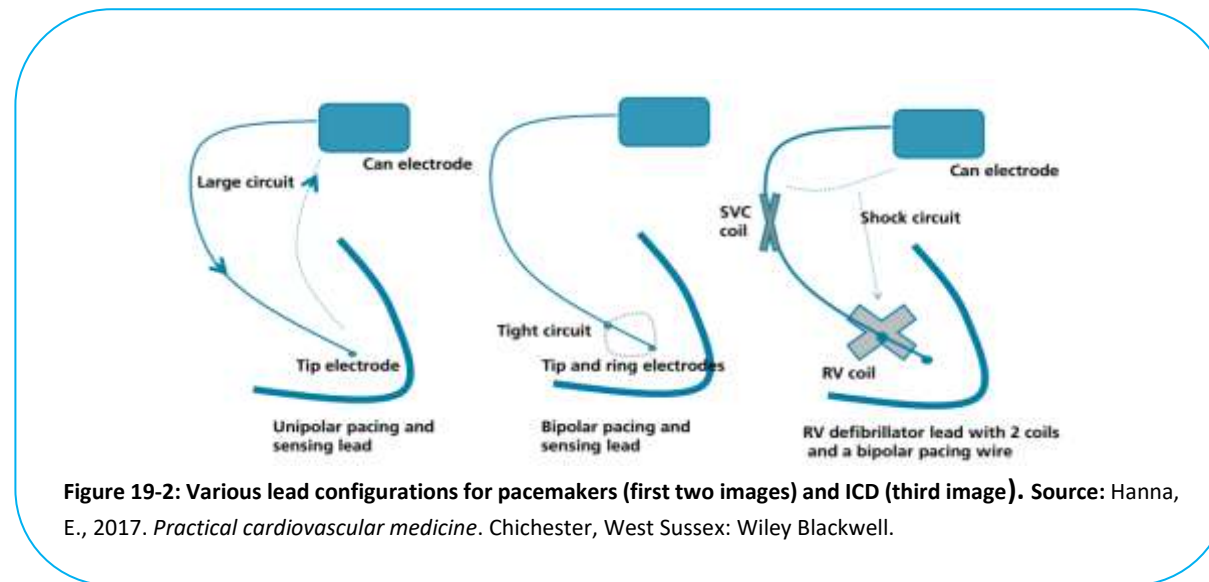 Can electrode
Large circuit
Tip electrode
Unipolar pacing and
sensing lead
Tight circuit
Tip and ring electrodes
Bipolar pacing and
sensing lead
Can electrode
SVC
coil
Shock circuit
RV coil
RV defibrillator lead with 2 coils
and a bipolar pacing wire
Figure 19-2: Various lead configurations for pacemakers (first two images) and ICD (third image). Source: Hanna,
E., 2017. Practical cardiovascular medicine. Chichester, West Sussex: Wiley Blackwell.